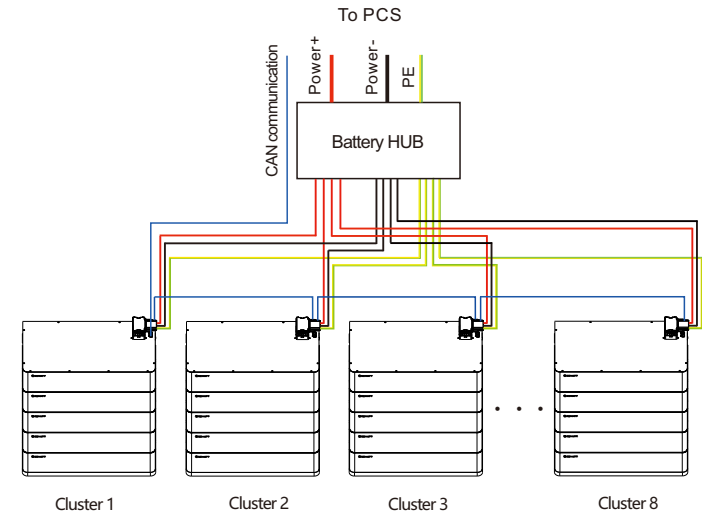 To PCS
CAN communication
Power+
Power-
PE
Battery HUB
. . .
Cluster 1
Cluster 2
Cluster 3
Cluster 8